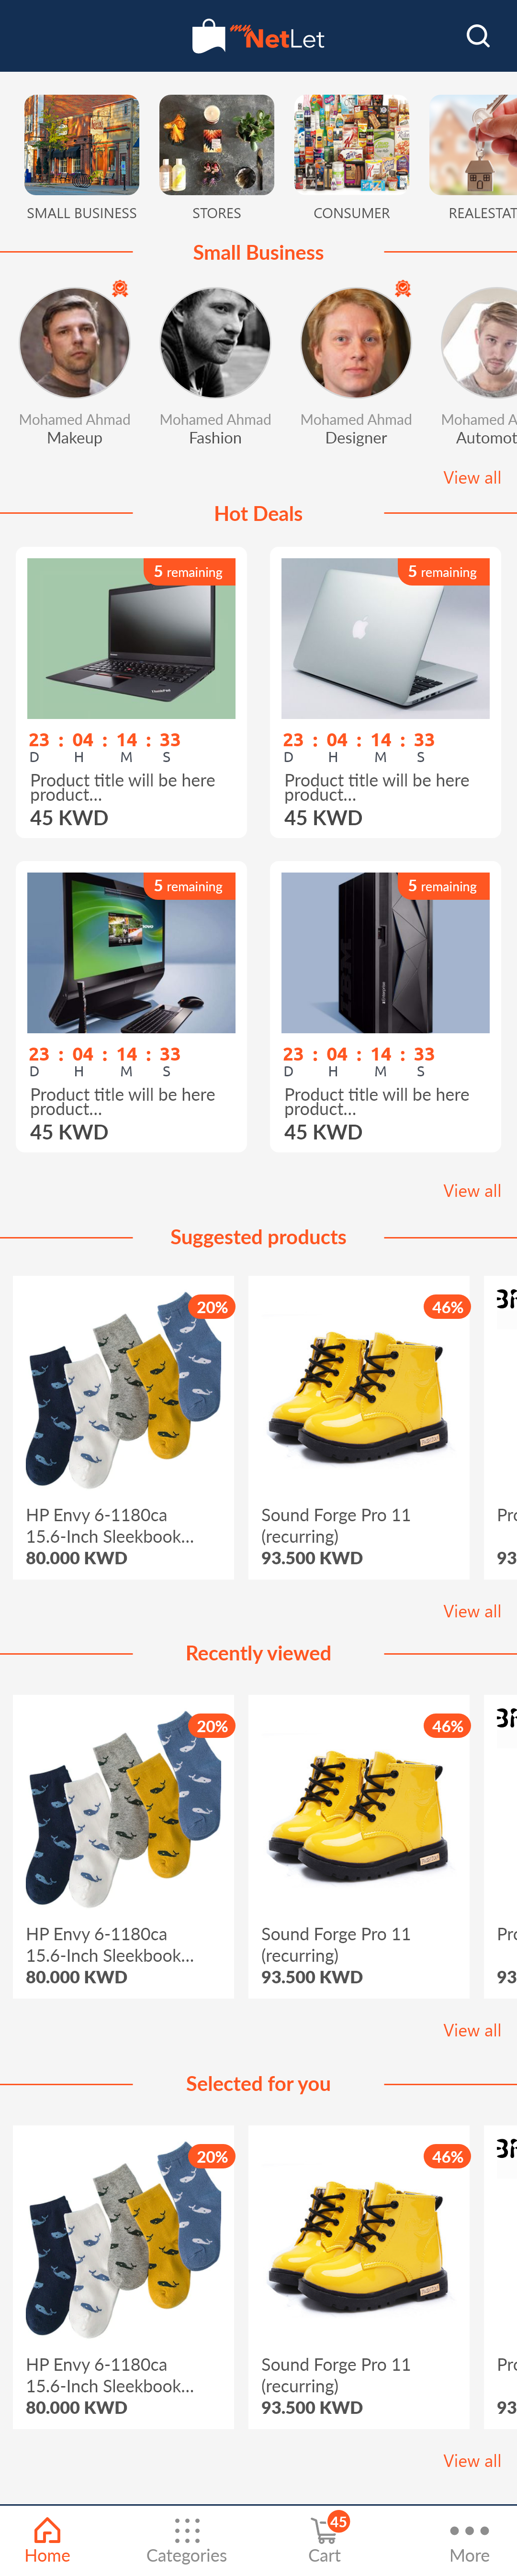 my NetLet
SMALL BUSINESS
STORES
CONSUMER
REALESTAT
Small Business
Mohamed Ahmad
Makeup
Mohamed Ahmad
Fashion
Mohamed Ahmad
Designer
Mohamed A
Automot
View all
Hot Deals
5 remaining
23 : 04 : 14 : 33
D H M S
Product title will be here
product...
45 KWD
5 remaining
23 : 04 : 14 : 33
D H M S
Product title will be here
product...
45 KWD
5 remaining
23 : 04 : 14 : 33
D H M S
Product title will be here
product...
45 KWD
5 remaining
23 : 04 : 14 : 33
D H M S
Product title will be here
product...
45 KWD
View all
Suggested products
20%
HP Envy 6-1180ca
15.6-Inch Sleekbook...
80.000 KWD
46%
Sound Forge Pro 11
(recurring)
93.500 KWD
Pro
93
View all
Recently viewed
20%
HP Envy 6-1180ca
15.6-Inch Sleekbook...
80.000 KWD
46%
Sound Forge Pro 11
(recurring)
93.500 KWD
Pro
93
View all
Selected for you
20%
HP Envy 6-1180ca
15.6-Inch Sleekbook...
80.000 KWD
46%
Sound Forge Pro 11
(recurring)
93.500 KWD
Pro
93
View all
45
Home
Categories
Cart
More